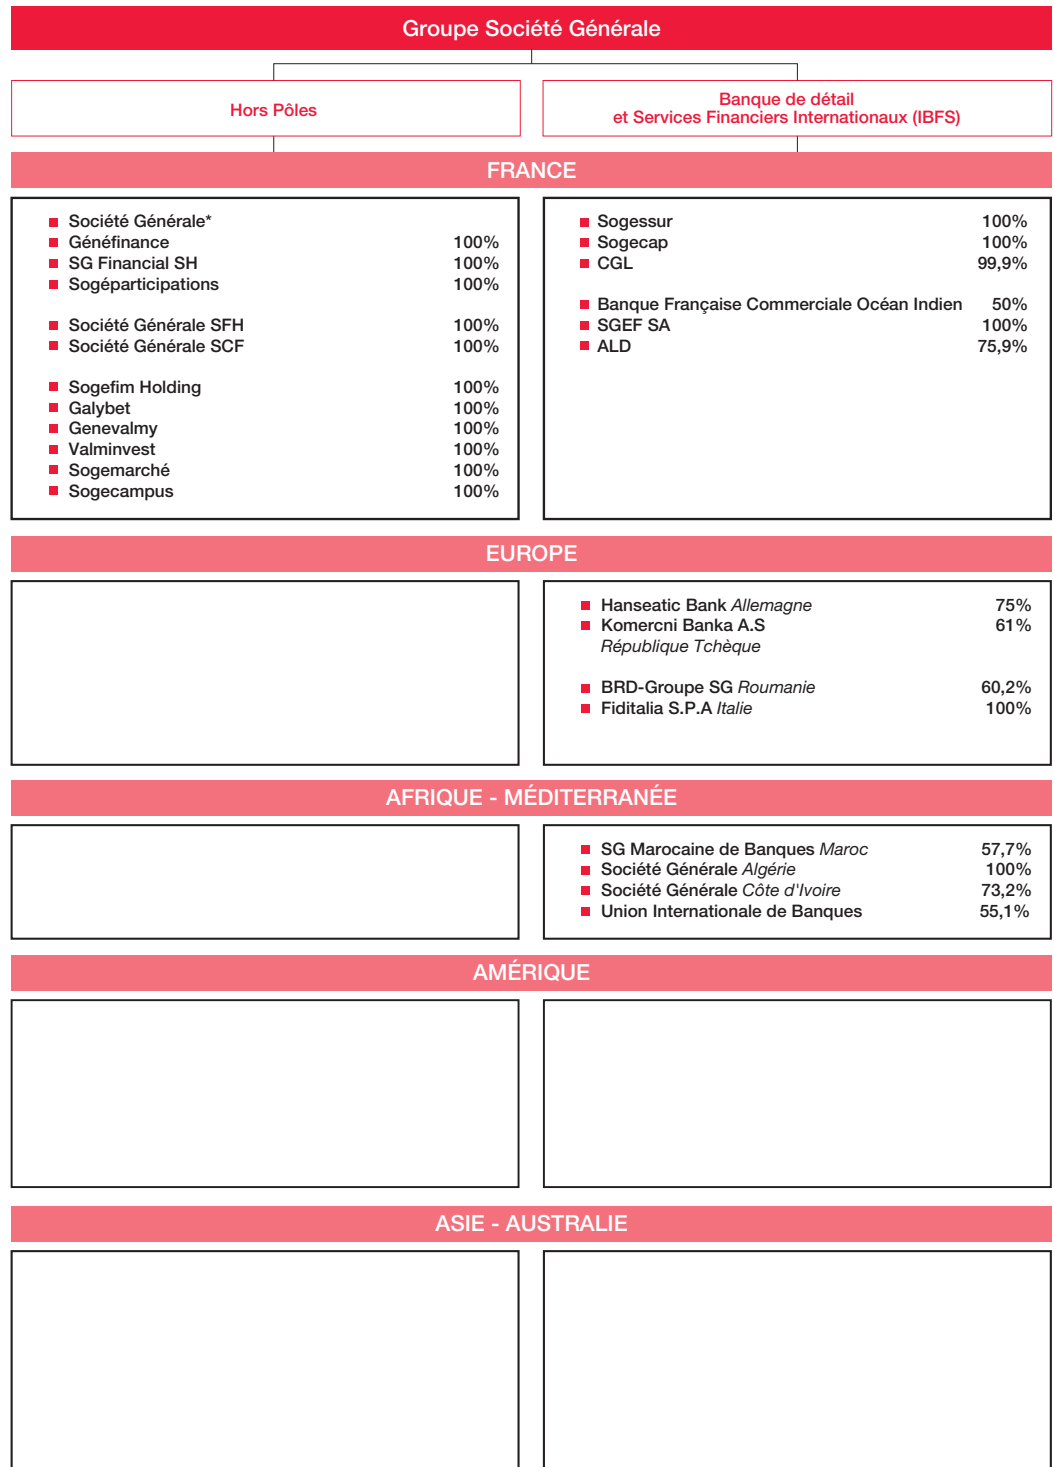 Groupe Société Générale
Hors Pôles
Banque de détail
et Services Financiers Internationaux (IBFS)
FRANCE
Société Générale*
Généfinance 100%
SG Financial SH 100%
Sogéparticipations 100%
Société Générale SFH 100%
Société Générale SCF 100%
Sogefim Holding 100%
Galybet 100%
Genevalmy 100%
Valminvest 100%
Sogemarché 100%
Sogecampus 100%
Sogessur 100%
Sogecap 100%
CGL 99,9%
Banque Française Commerciale Océan Indien 50%
SGEF SA 100%
ALD 75,9%
EUROPE
Hanseatic Bank Allemagne 75%
Komercni Banka A.S 61%
République Tchèque
BRD-Groupe SG Roumanie 60,2%
Fiditalia S.P.A Italie 100%
AFRIQUE - MÉDITERRANÉE
SG Marocaine de Banques Maroc 57,7%
Société Générale Algérie 100%
Société Générale Côte d'Ivoire 73,2%
Union Internationale de Banques 55,1%
AMÉRIQUE
ASIE - AUSTRALIE